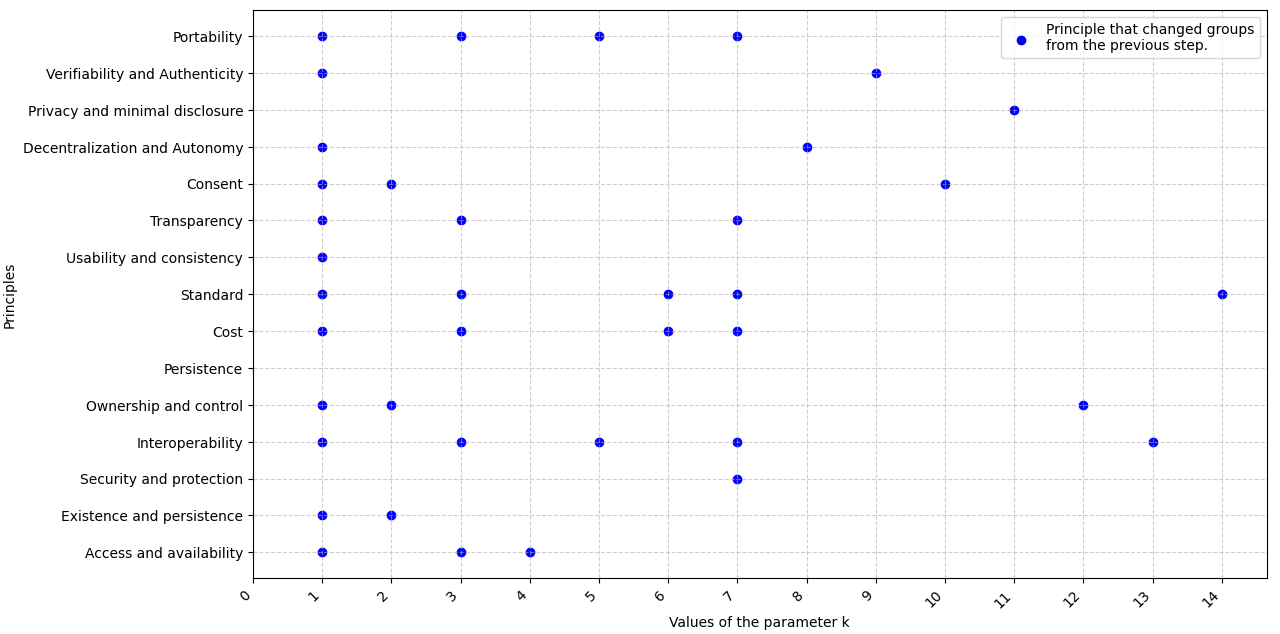 Principle that changed groups
from the previous step.
Portability
Verifiability and Authenticity
Privacy and minimal disclosure
Decentralization and Autonomy
Consent
Transparency
Usability and consistency
Standard
Cost
Persistence
Ownership and control
Interoperability
Security and protection
Existence and persistence
Access and availability
Principles
0 1 2 3 4 5 6 7 8 9 10 11 12 13 14
Values of the parameter k